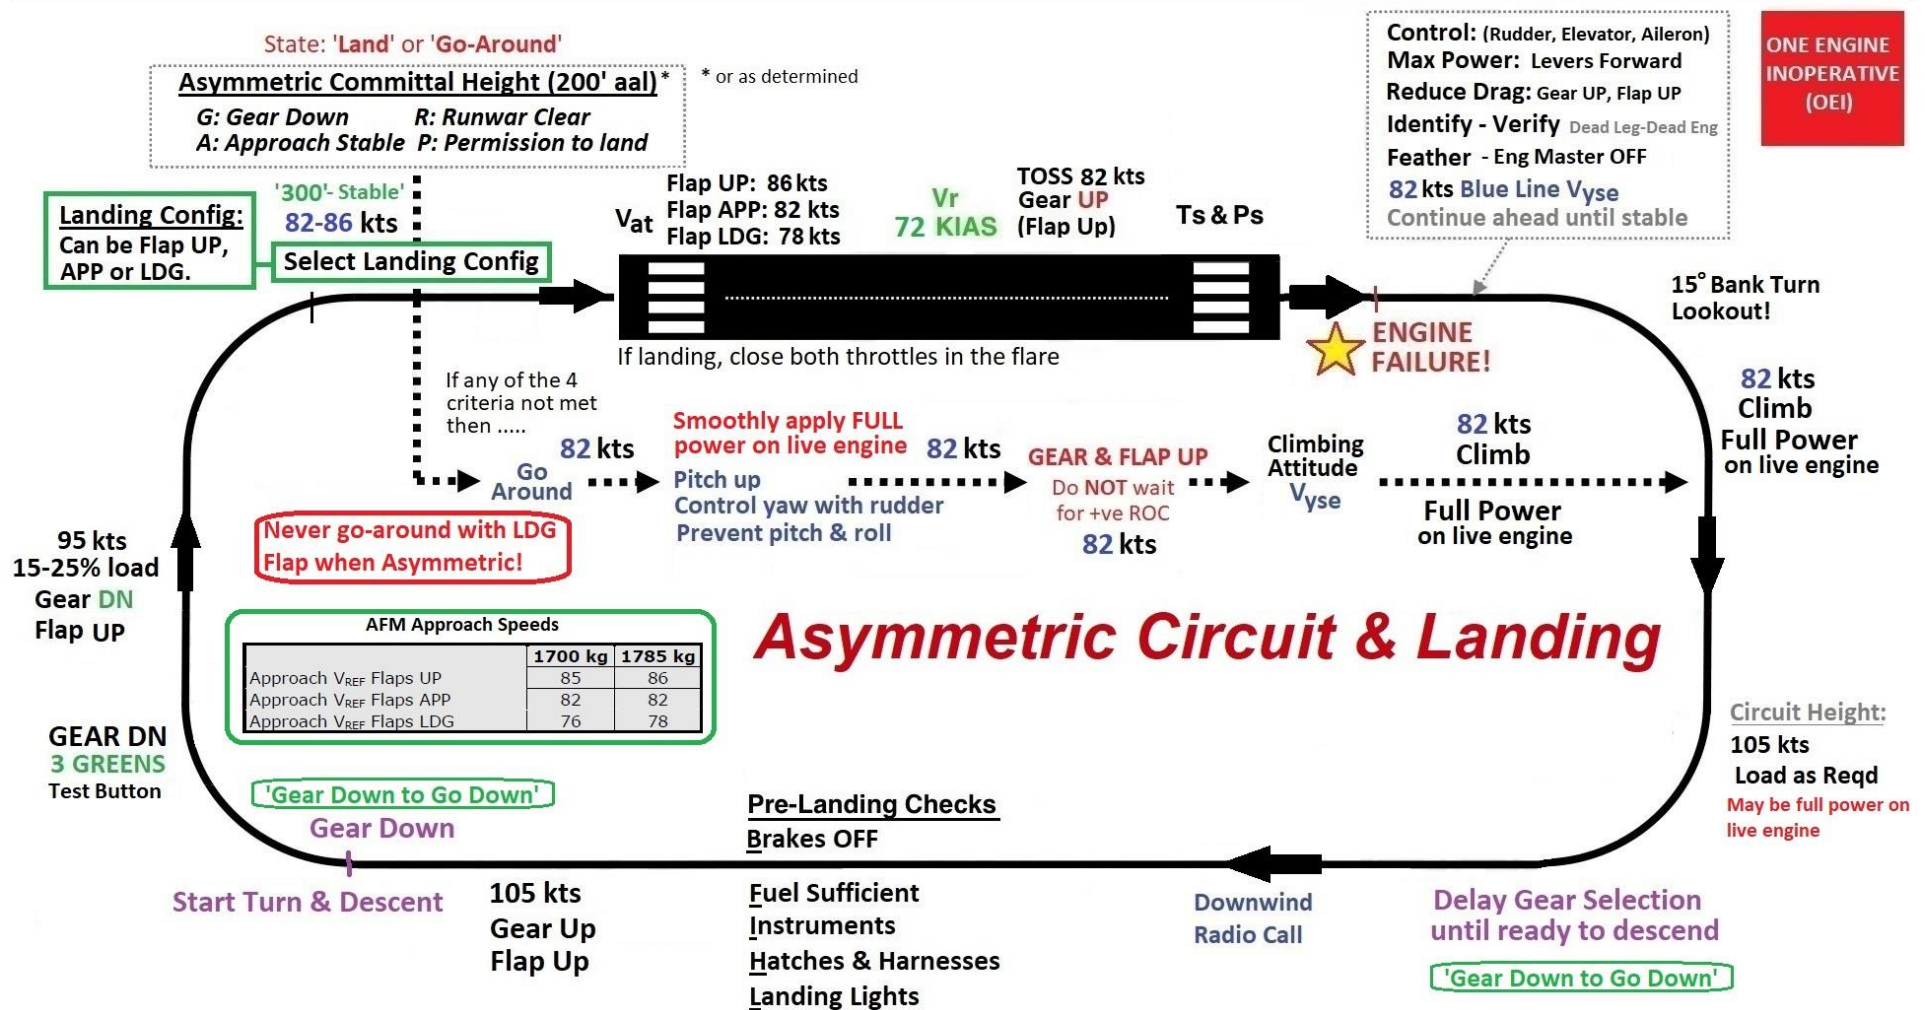 State: 'Land' or 'Go-Around'
Asymmetric Committal Height (200' aal)*
G: Gear Down R: Runwar Clear
A: Approach Stable P: Permission to land
* or as determined
Control: (Rudder, Elevator, Aileron)
Max Power: Levers Forward
Reduce Drag: Gear UP, Flap UP
Identify - Verify Dead Leg-Dead Eng
Feather - Eng Master OFF
82 kts Blue Line Vyse
Continue ahead until stable
ONE ENGINE
INOPERATIVE
(OEI)
Landing Config:
Can be Flap UP,
APP or LDG.
'300'- Stable'
82-86 kts
Select Landing Config
Vat
Flap UP: 86 kts
Flap APP: 82 kts
Flap LDG: 78 kts
Vr
72 KIAS
TOSS 82 kts
Gear UP
(Flap Up)
Ts & Ps
If landing, close both throttles in the flare
ENGINE
FAILURE!
15° Bank Turn
Lookout!
82 kts
Climb
Full Power
on live engine
If any of the 4
criteria not met
then .....
Go
Around
82 kts
Smoothly apply FULL
power on live engine
Pitch up
Control yaw with rudder
Prevent pitch & roll
82 kts
GEAR & FLAP UP
Do NOT wait
for +ve ROC
82 kts
Climbing
Attitude
Vyse
82 kts
Climb
Full Power
on live engine
Never go-around with LDG
Flap when Asymmetric!
95 kts
15-25% load
Gear DN
Flap UP
AFM Approach Speeds
1700 kg 1785 kg
Approach VREF Flaps UP 85 86
Approach VREF Flaps APP 82 82
Approach VREF Flaps LDG 76 78
Asymmetric Circuit & Landing
Circuit Height:
105 kts
Load as Reqd
May be full power on
live engine
GEAR DN
3 GREENS
Test Button
'Gear Down to Go Down'
Gear Down
Start Turn & Descent
105 kts
Gear Up
Flap Up
Pre-Landing Checks
Brakes OFF
Fuel Sufficient
Instruments
Hatches & Harnesses
Landing Lights
Downwind
Radio Call
Delay Gear Selection
until ready to descend
'Gear Down to Go Down'